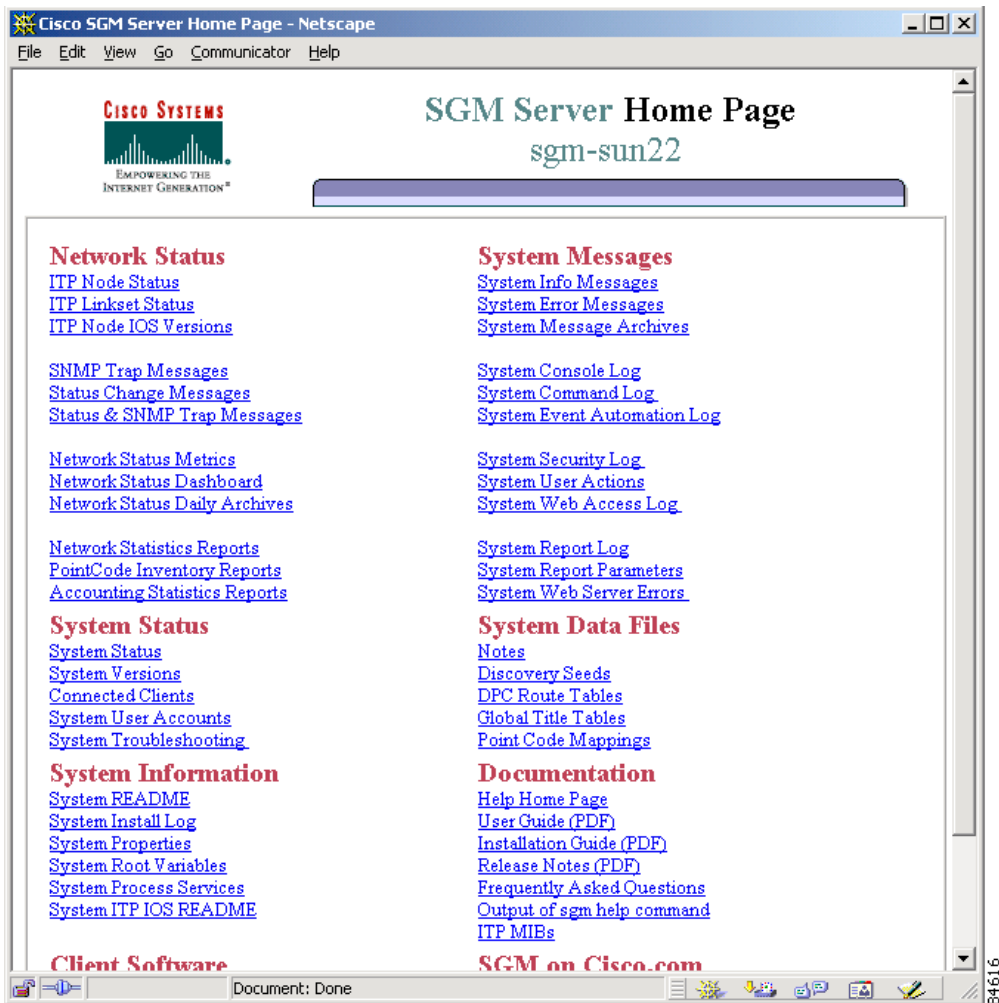 Cisco SGM Server Home Page - Netscape
File Edit View Go Communicator Help
CISCO SYSTEMS
EMPOWERING THE
INTERNET GENERATION®
SGM Server Home Page
sgm-sun22
Network Status
ITP Node Status
ITP Linkset Status
ITP Node IOS Versions
SNMP Trap Messages
Status Change Messages
Status & SNMP Trap Messages
Network Status Metrics
Network Status Dashboard
Network Status Daily Archives
Network Statistics Reports
PointCode Inventory Reports
Accounting Statistics Reports
System Messages
System Info Messages
System Error Messages
System Message Archives
System Console Log
System Command Log
System Event Automation Log
System Security Log
System User Actions
System Web Access Log
System Report Log
System Report Parameters
System Web Server Errors
System Status
System Status
System Versions
Connected Clients
System User Accounts
System Troubleshooting
System Data Files
Notes
Discovery Seeds
DPC Route Tables
Global Title Tables
Point Code Mappings
System Information
System README
System Install Log
System Properties
System Root Variables
System Process Services
System ITP IOS README
Documentation
Help Home Page
User Guide (PDF)
Installation Guide (PDF)
Release Notes (PDF)
Frequently Asked Questions
Output of sgm help command
ITP MIBs
Client Software
SGM on Cisco.com
Document: Done